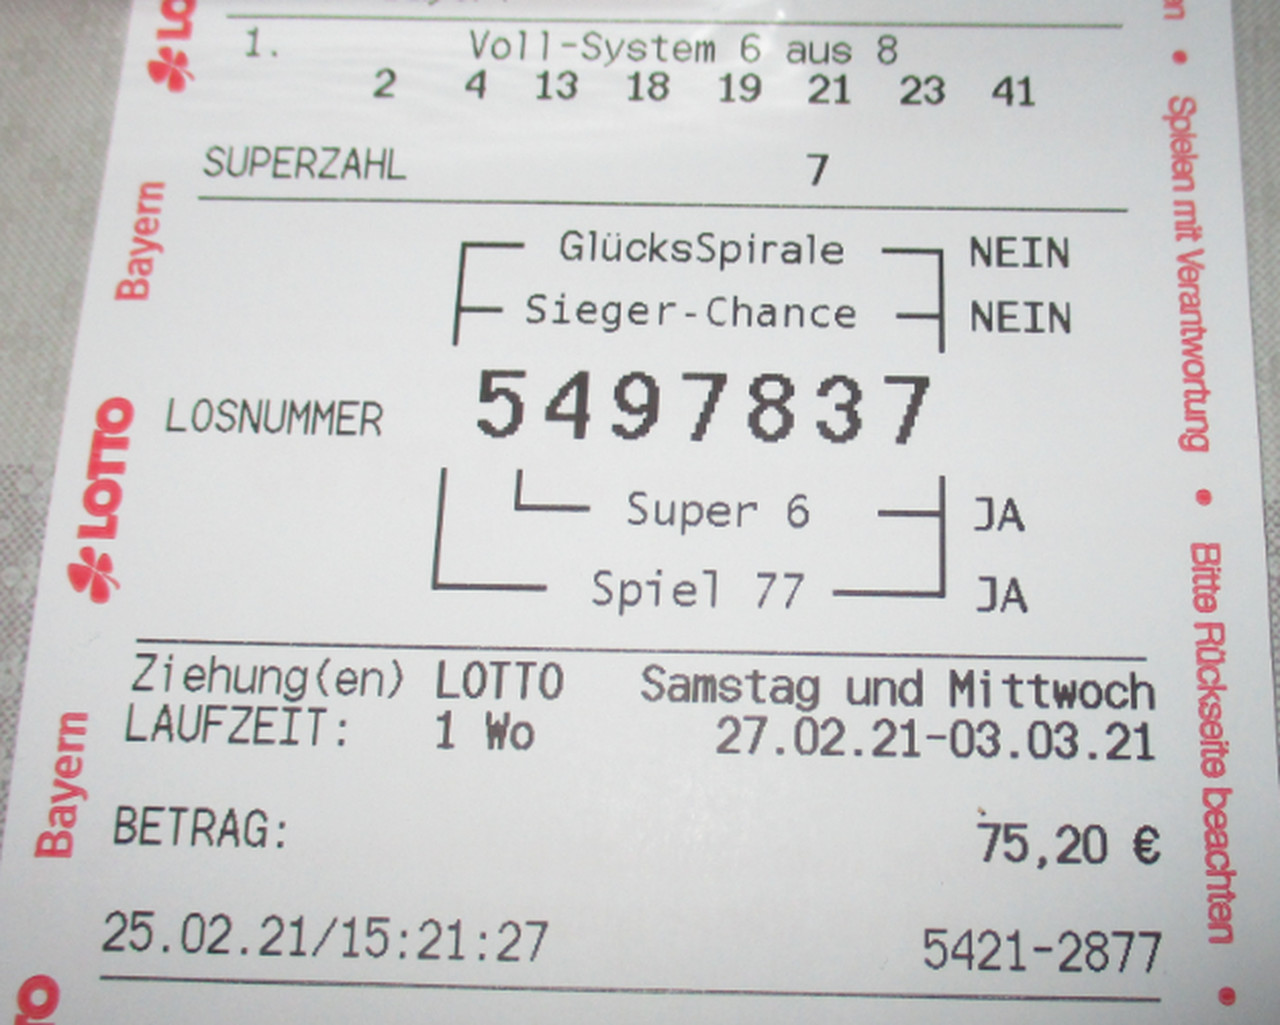 1. Voll-System 6 aus 8
2 4 13 18 19 21 23 41
SUPERZAHL 7
GlücksSpirale NEIN
Sieger-Chance NEIN
LOSNUMMER 5497837
Super 6 JA
Spiel 77 JA
Ziehung(en) LOTTO Samstag und Mittwoch
LAUFZEIT: 1 Wo 27.02.21-03.03.21
BETRAG: 75,20 €
25.02.21/15:21:27 5421-2877
LO
Bayern
LOTTO
Bayern
TO
en • Spielen mit Verantwortung • Bitte Rückseite beachten •